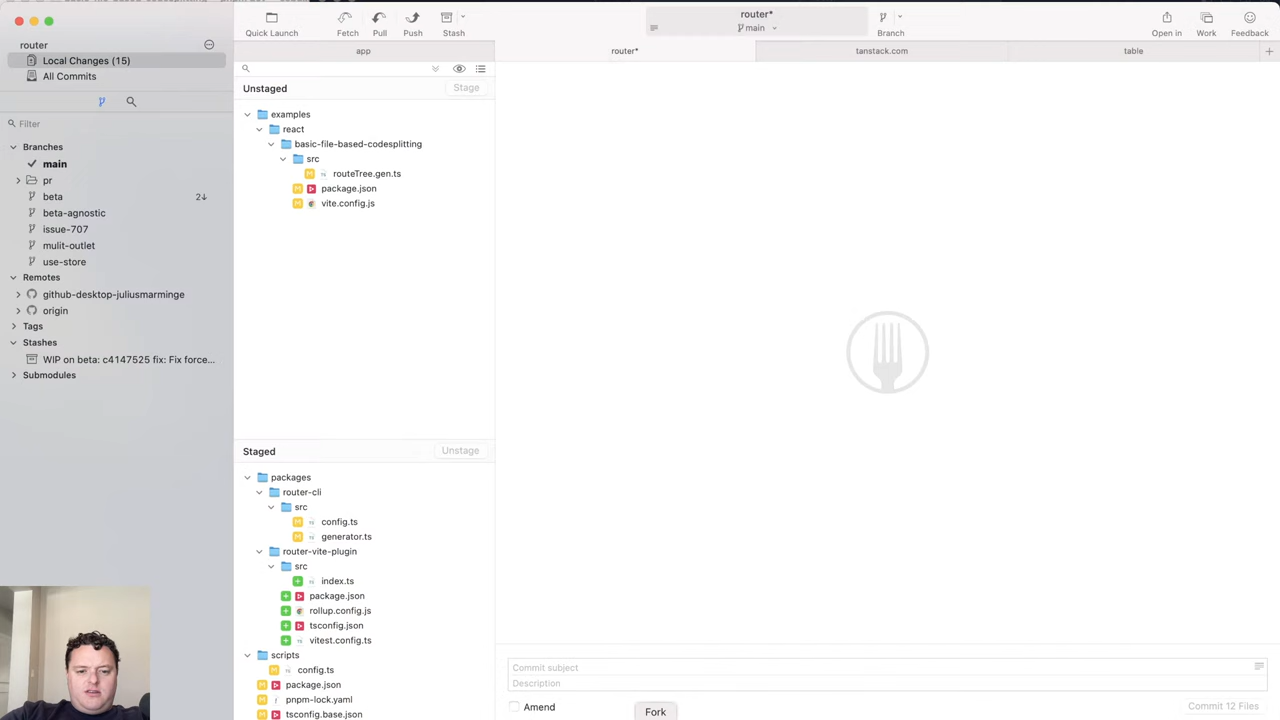 router
Local Changes (15)
All Commits
Filter
Branches
main
pr
beta 2↓
beta-agnostic
issue-707
mulit-outlet
use-store
Remotes
github-desktop-juliusmarminge
origin
Tags
Stashes
WIP on beta: c4147525 fix: Fix force...
Submodules
Quick Launch
Fetch
Pull
Push
Stash
router*
main
Branch
Open in
Work
Feedback
app
router*
tanstack.com
table
Unstaged
Stage
examples
react
basic-file-based-codesplitting
src
routeTree.gen.ts
package.json
vite.config.js
Staged
Unstage
packages
router-cli
src
config.ts
generator.ts
router-vite-plugin
src
index.ts
package.json
rollup.config.js
tsconfig.json
vitest.config.ts
scripts
config.ts
package.json
pnpm-lock.yaml
tsconfig.base.json
Commit subject
Description
Amend
Fork
Commit 12 Files